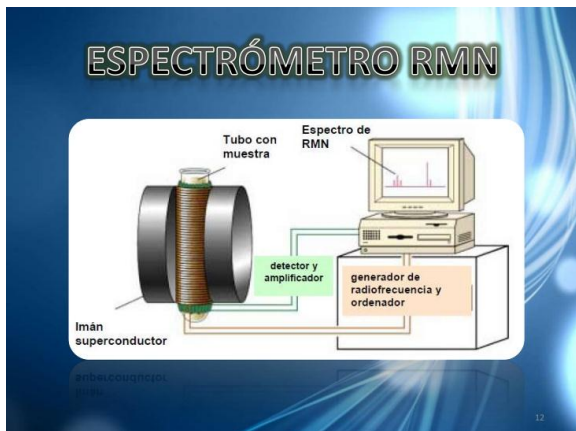 ESPECTRÓMETRO RMN
Tubo con
muestra
Espectro de
RMN
detector y
amplificador
generador de
radiofrecuencia y
ordenador
Imán
superconductor
12